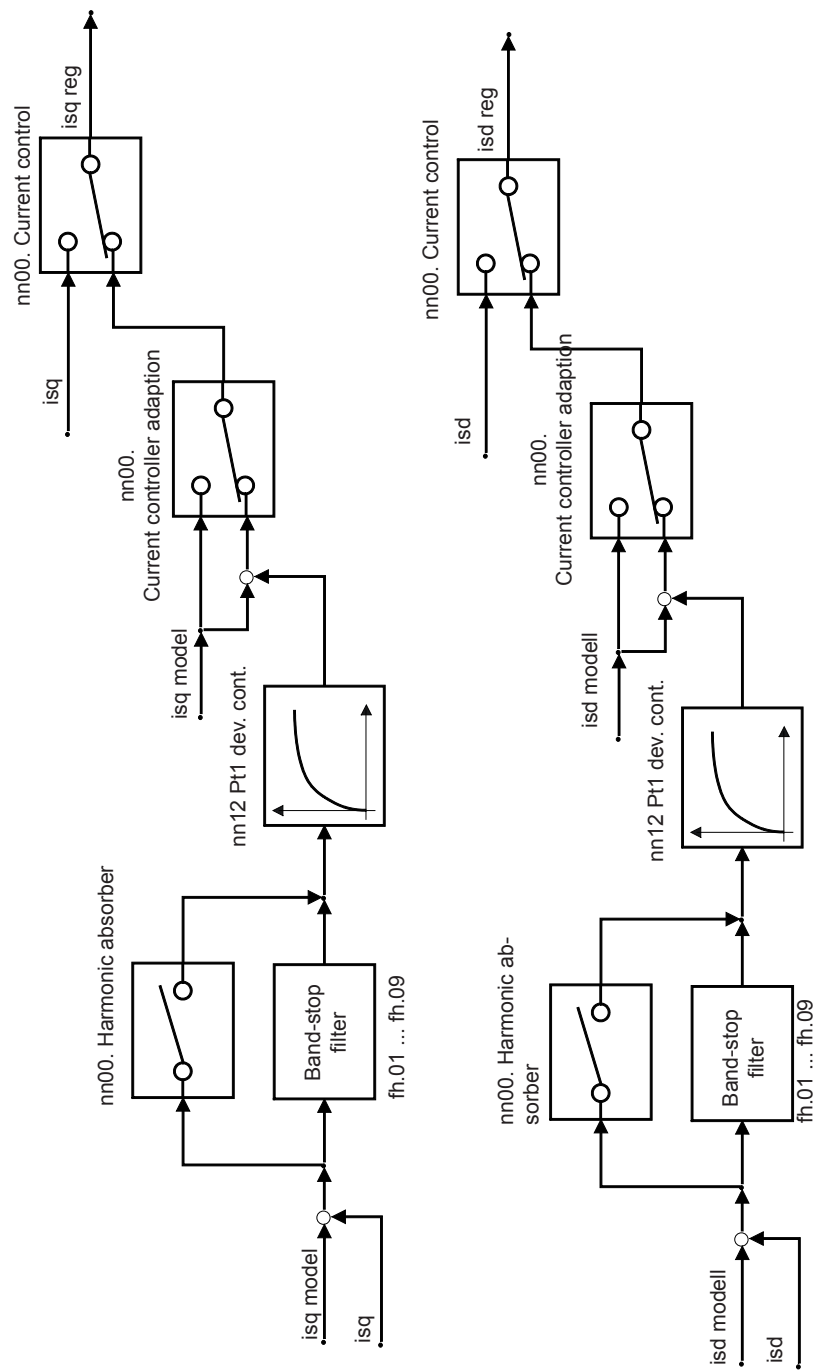 isq model
isq
nn00. Harmonic absorber
Band-stop
filter
fh.01 ... fh.09
nn12 Pt1 dev. cont.
isq model
nn00.
Current controller adaption
isq
nn00. Current control
isq reg
isd modell
isd
nn00. Harmonic ab-
sorber
Band-stop
filter
fh.01 ... fh.09
nn12 Pt1 dev. cont.
isd modell
nn00.
Current controller adaption
isd
nn00. Current control
isd reg